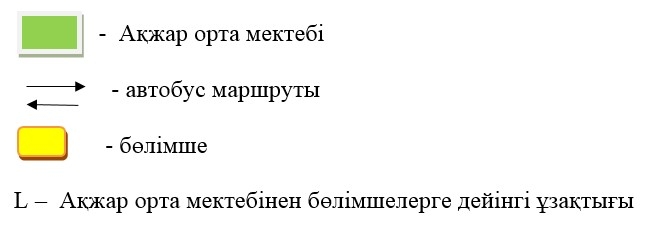 - Ақжар орта мектебі
- автобус маршруты
- бөлімше
L – Ақжар орта мектебінен бөлімшелерге дейінгі ұзақтығы